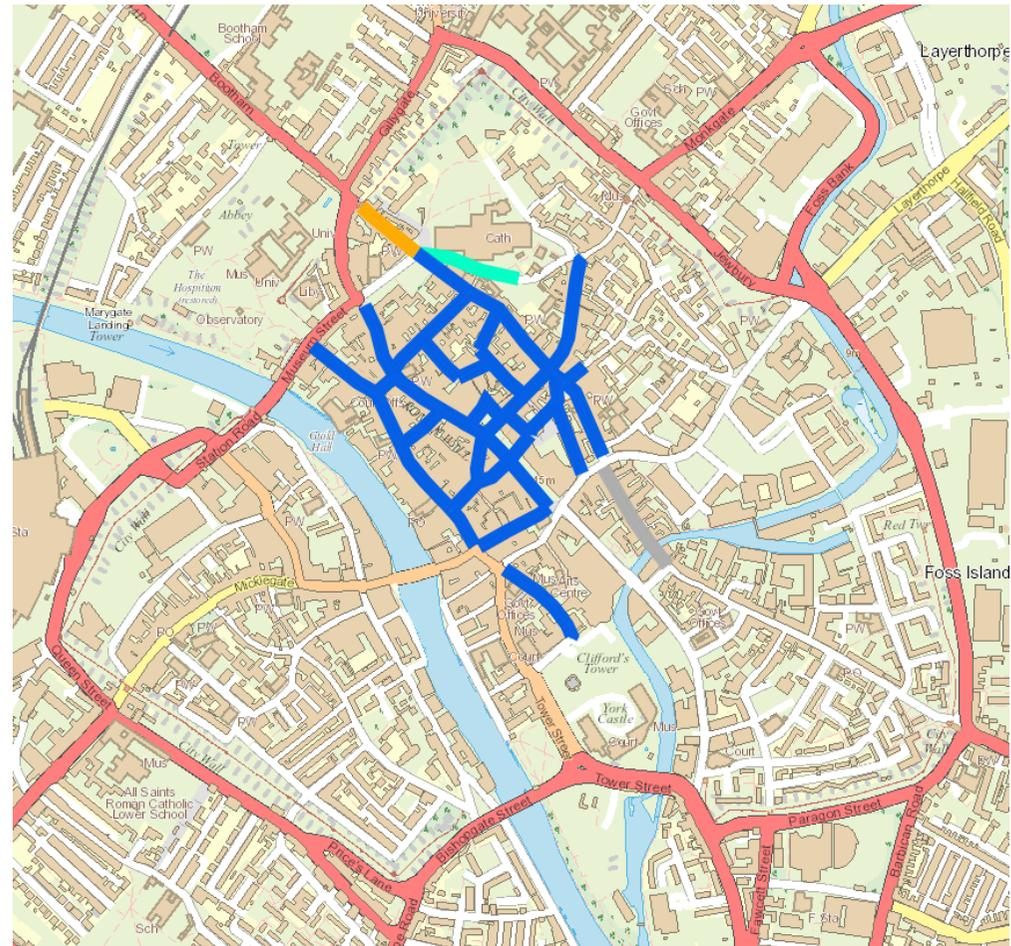 University
Bootham
School
Layerthorpe
PW
Sch
PW
Govt
Offices
City Wall
Monkgate
Bootham
Gillygate
Tower
Foss Bank
Layerthorpe
Hallfield Road
Abbey
Mus
Univ
PW
Cath
PW
Mus
Univ
The
Hospitium
(restored)
Liby
Jewbury
Marygate
Landing
Tower
Observatory
Museum Street
PW
PW
9m
PW
PW
Guild
Hall
Station Road
PW
Sta
City Wall
PW
PO
Red Twr
Micklegate
Mus Arts
Centre
Govt
Offices
Foss Island
PW
PO
PW
Mus
Court
Govt
Offices
PW
PO
Clifford's
Tower
Queen Street
PW
York
Castle
Court
Tower Street
Mus
PW
City Wall
Court
City
Wall
Mus
All Saints
Roman Catholic
Lower School
Tower Street
Paragon Street
Bishopgate Street
Price's Lane
Barbican Road
Fawcett Street
F Sta
Sch